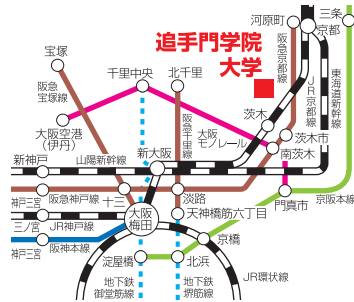 三条
河原町
京都
追手門学院
大学
阪急京都線
JR京都線
東海道新幹線
宝塚
千里中央
北千里
阪急
宝塚線
大阪空港
(伊丹)
阪急千里線
大阪
モノレール
茨木
茨木市
南茨木
新神戸
山陽新幹線
新大阪
神戸三宮
阪急神戸線
十三
淡路
門真市
京阪本線
三ノ宮
JR神戸線
大阪
梅田
天神橋筋六丁目
神戸三宮
阪神本線
京橋
淀屋橋
北浜
地下鉄
御堂筋線
地下鉄
堺筋線
JR環状線